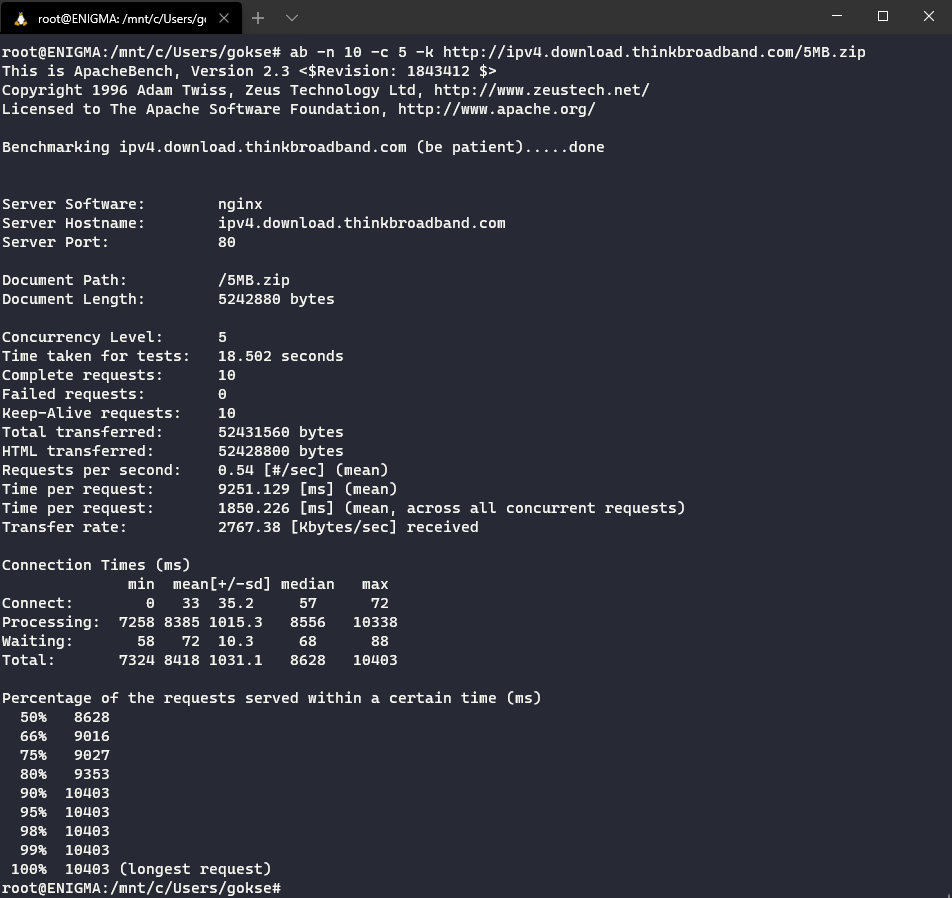 root@ENIGMA: /mnt/c/Users/g
root@ENIGMA:/mnt/c/Users/gokse# ab -n 10 -c 5 -k http://ipv4.download.thinkbroadband.com/5MB.zip
This is ApacheBench, Version 2.3 <$Revision: 1843412 $>
Copyright 1996 Adam Twiss, Zeus Technology Ltd, http://www.zeustech.net/
Licensed to The Apache Software Foundation, http://www.apache.org/
Benchmarking ipv4.download.thinkbroadband.com (be patient).....done
Server Software:        nginx
Server Hostname:        ipv4.download.thinkbroadband.com
Server Port:            80
Document Path:          /5MB.zip
Document Length:        5242880 bytes
Concurrency Level:      5
Time taken for tests:   18.502 seconds
Complete requests:      10
Failed requests:        0
Keep-Alive requests:    10
Total transferred:      52431560 bytes
HTML transferred:       52428800 bytes
Requests per second:    0.54 [#/sec] (mean)
Time per request:       9251.129 [ms] (mean)
Time per request:       1850.226 [ms] (mean, across all concurrent requests)
Transfer rate:          2767.38 [Kbytes/sec] received
Connection Times (ms)
              min  mean[+/-sd] median   max
Connect:        0   33  35.2     57      72
Processing:  7258 8385 1015.3   8556   10338
Waiting:       58   72  10.3     68      88
Total:       7324 8418 1031.1   8628   10403
Percentage of the requests served within a certain time (ms)
  50%   8628
  66%   9016
  75%   9027
  80%   9353
  90%  10403
  95%  10403
  98%  10403
  99%  10403
 100%  10403 (longest request)
root@ENIGMA:/mnt/c/Users/gokse#